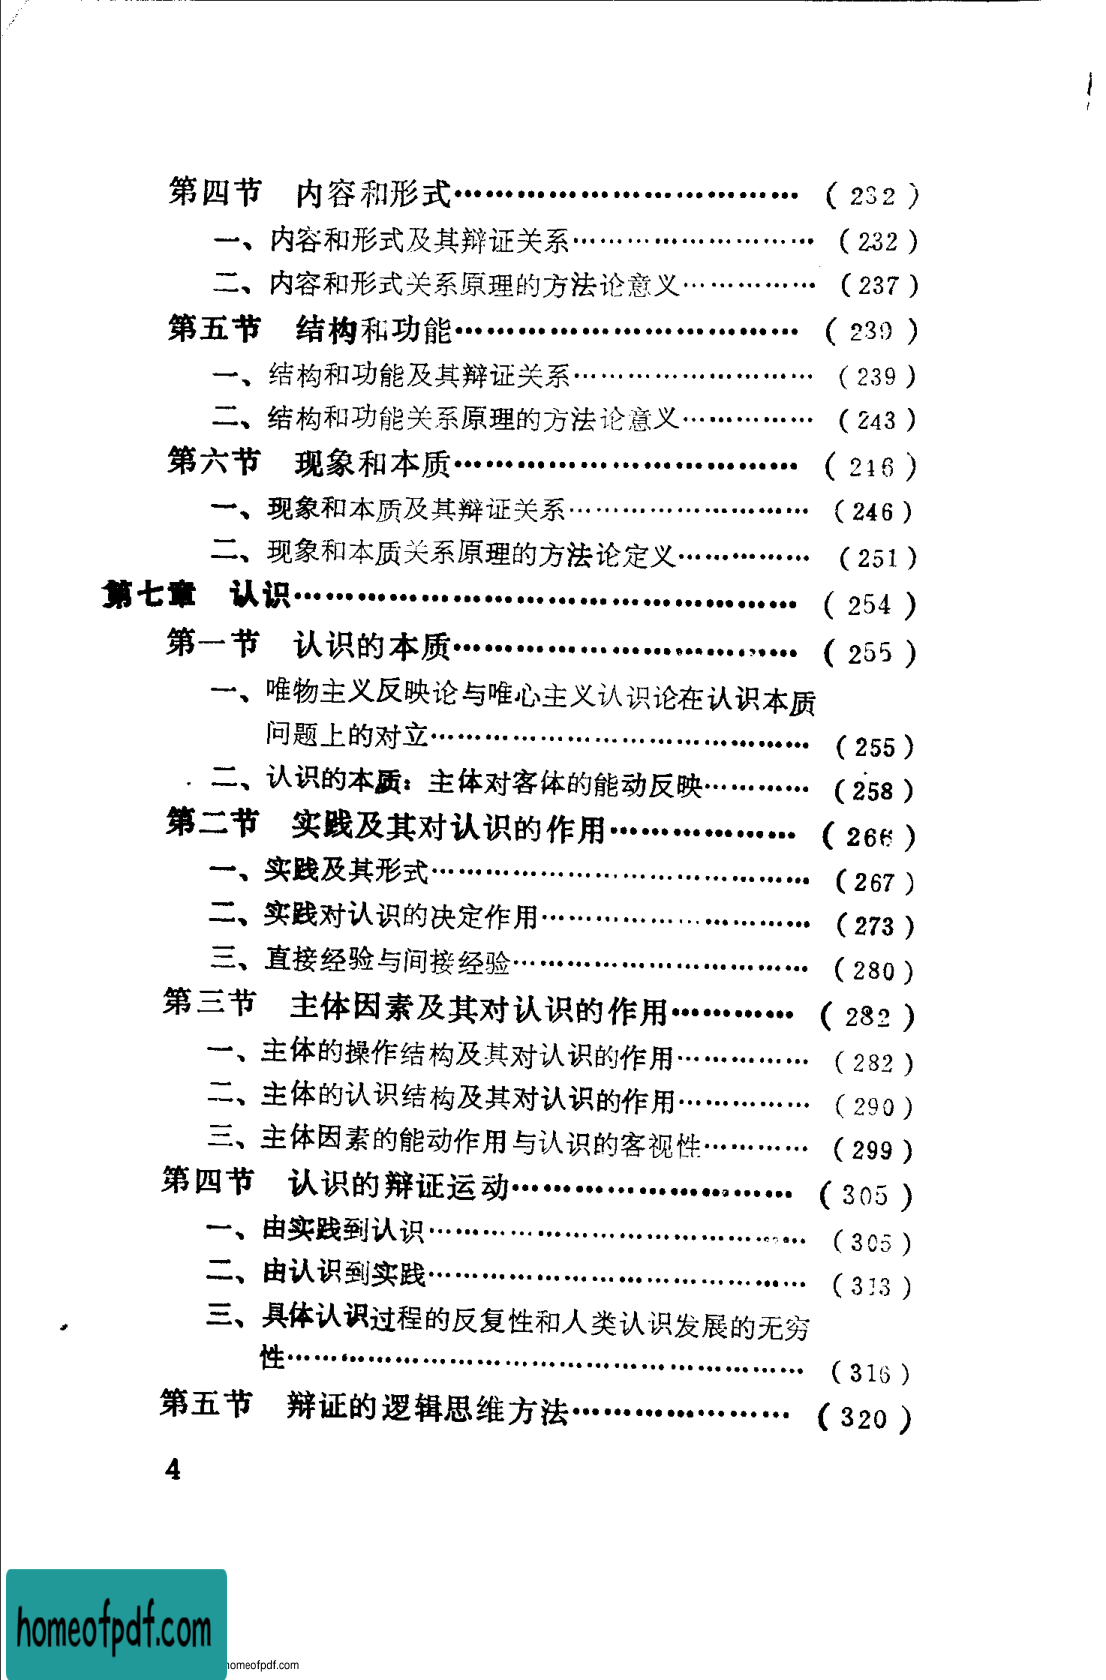 第四节　内容和形式……………………………（232）
一、内容和形式及其辩证关系………………………（232）
二、内容和形式关系原理的方法论意义……………（237）
第五节　结构和功能……………………………（239）
一、结构和功能及其辩证关系………………………（239）
二、结构和功能关系原理的方法论意义……………（243）
第六节　现象和本质……………………………（246）
一、现象和本质及其辩证关系………………………（246）
二、现象和本质关系原理的方法论定义……………（251）
第七章　认识…………………………………………（254）
第一节　认识的本质……………………………（255）
一、唯物主义反映论与唯心主义认识论在认识本质
问题上的对立…………………………………（255）
二、认识的本质：主体对客体的能动反映…………（258）
第二节　实践及其对认识的作用………………（266）
一、实践及其形式……………………………………（267）
二、实践对认识的决定作用…………………………（273）
三、直接经验与间接经验……………………………（280）
第三节　主体因素及其对认识的作用…………（282）
一、主体的操作结构及其对认识的作用……………（282）
二、主体的认识结构及其对认识的作用……………（290）
三、主体因素的能动作用与认识的客视性…………（299）
第四节　认识的辩证运动………………………（305）
一、由实践到认识……………………………………（305）
二、由认识到实践……………………………………（313）
三、具体认识过程的反复性和人类认识发展的无穷
性…………………………………………………（316）
第五节　辩证的逻辑思维方法…………………（320）
4
homeofpdf.com
homeofpdf.com